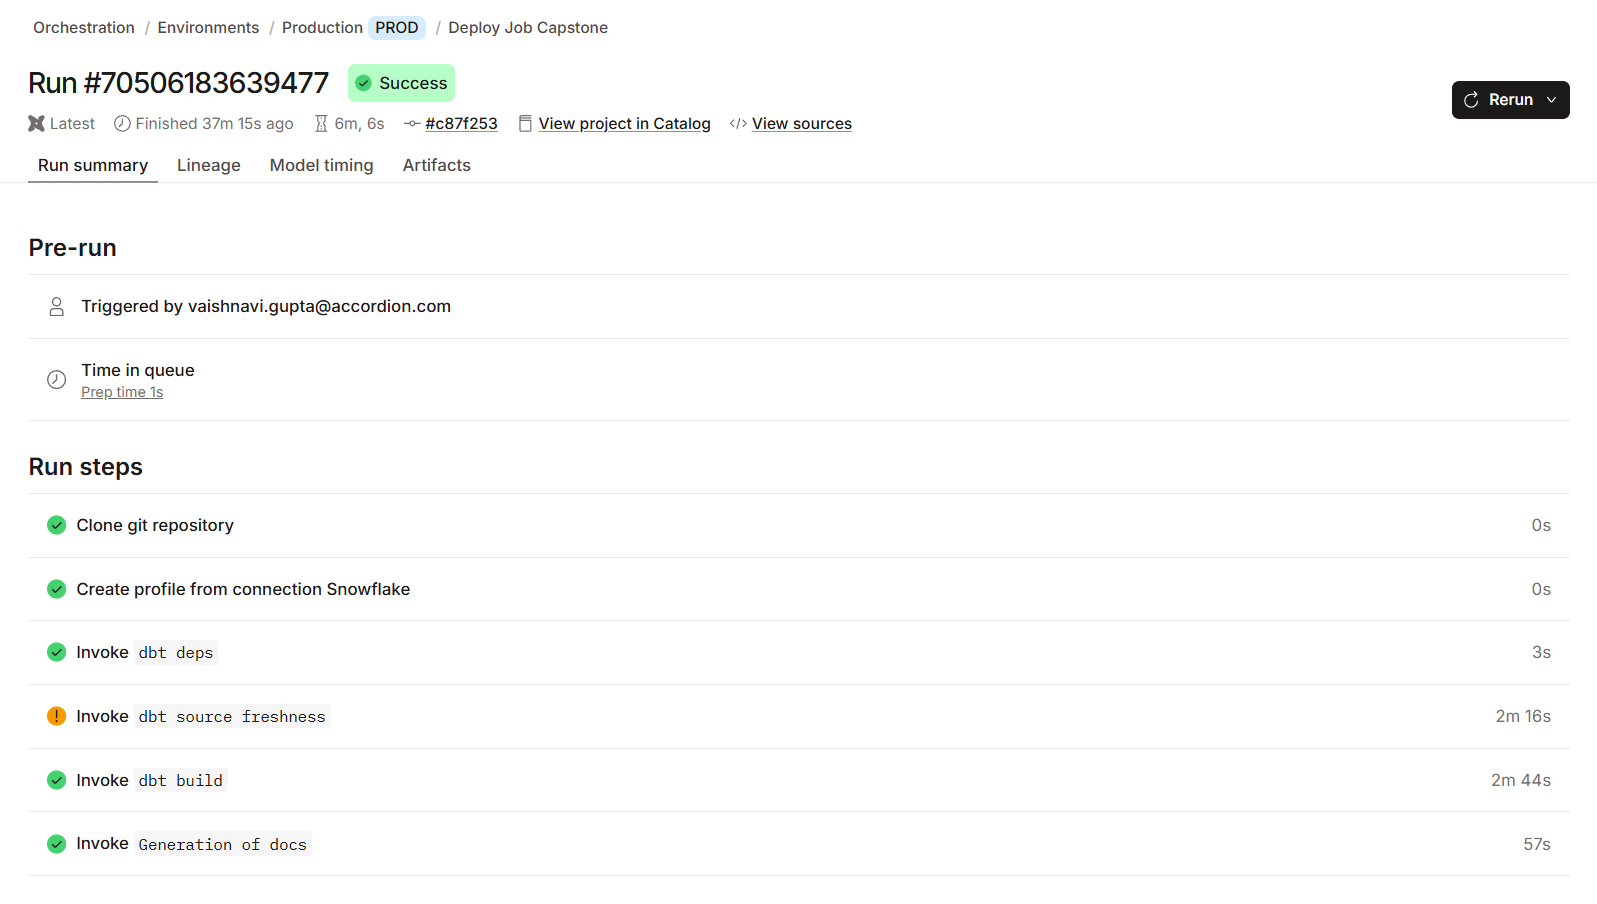 Orchestration / Environments / Production PROD / Deploy Job Capstone
Run #70506183639477 Success
Rerun
Latest Finished 37m 15s ago 6m, 6s #c87f253 View project in Catalog </> View sources
Run summary Lineage Model timing Artifacts
Pre-run
Triggered by vaishnavi.gupta@accordion.com
Time in queue
Prep time 1s
Run steps
Clone git repository 0s
Create profile from connection Snowflake 0s
Invoke dbt deps 3s
Invoke dbt source freshness 2m 16s
Invoke dbt build 2m 44s
Invoke Generation of docs 57s